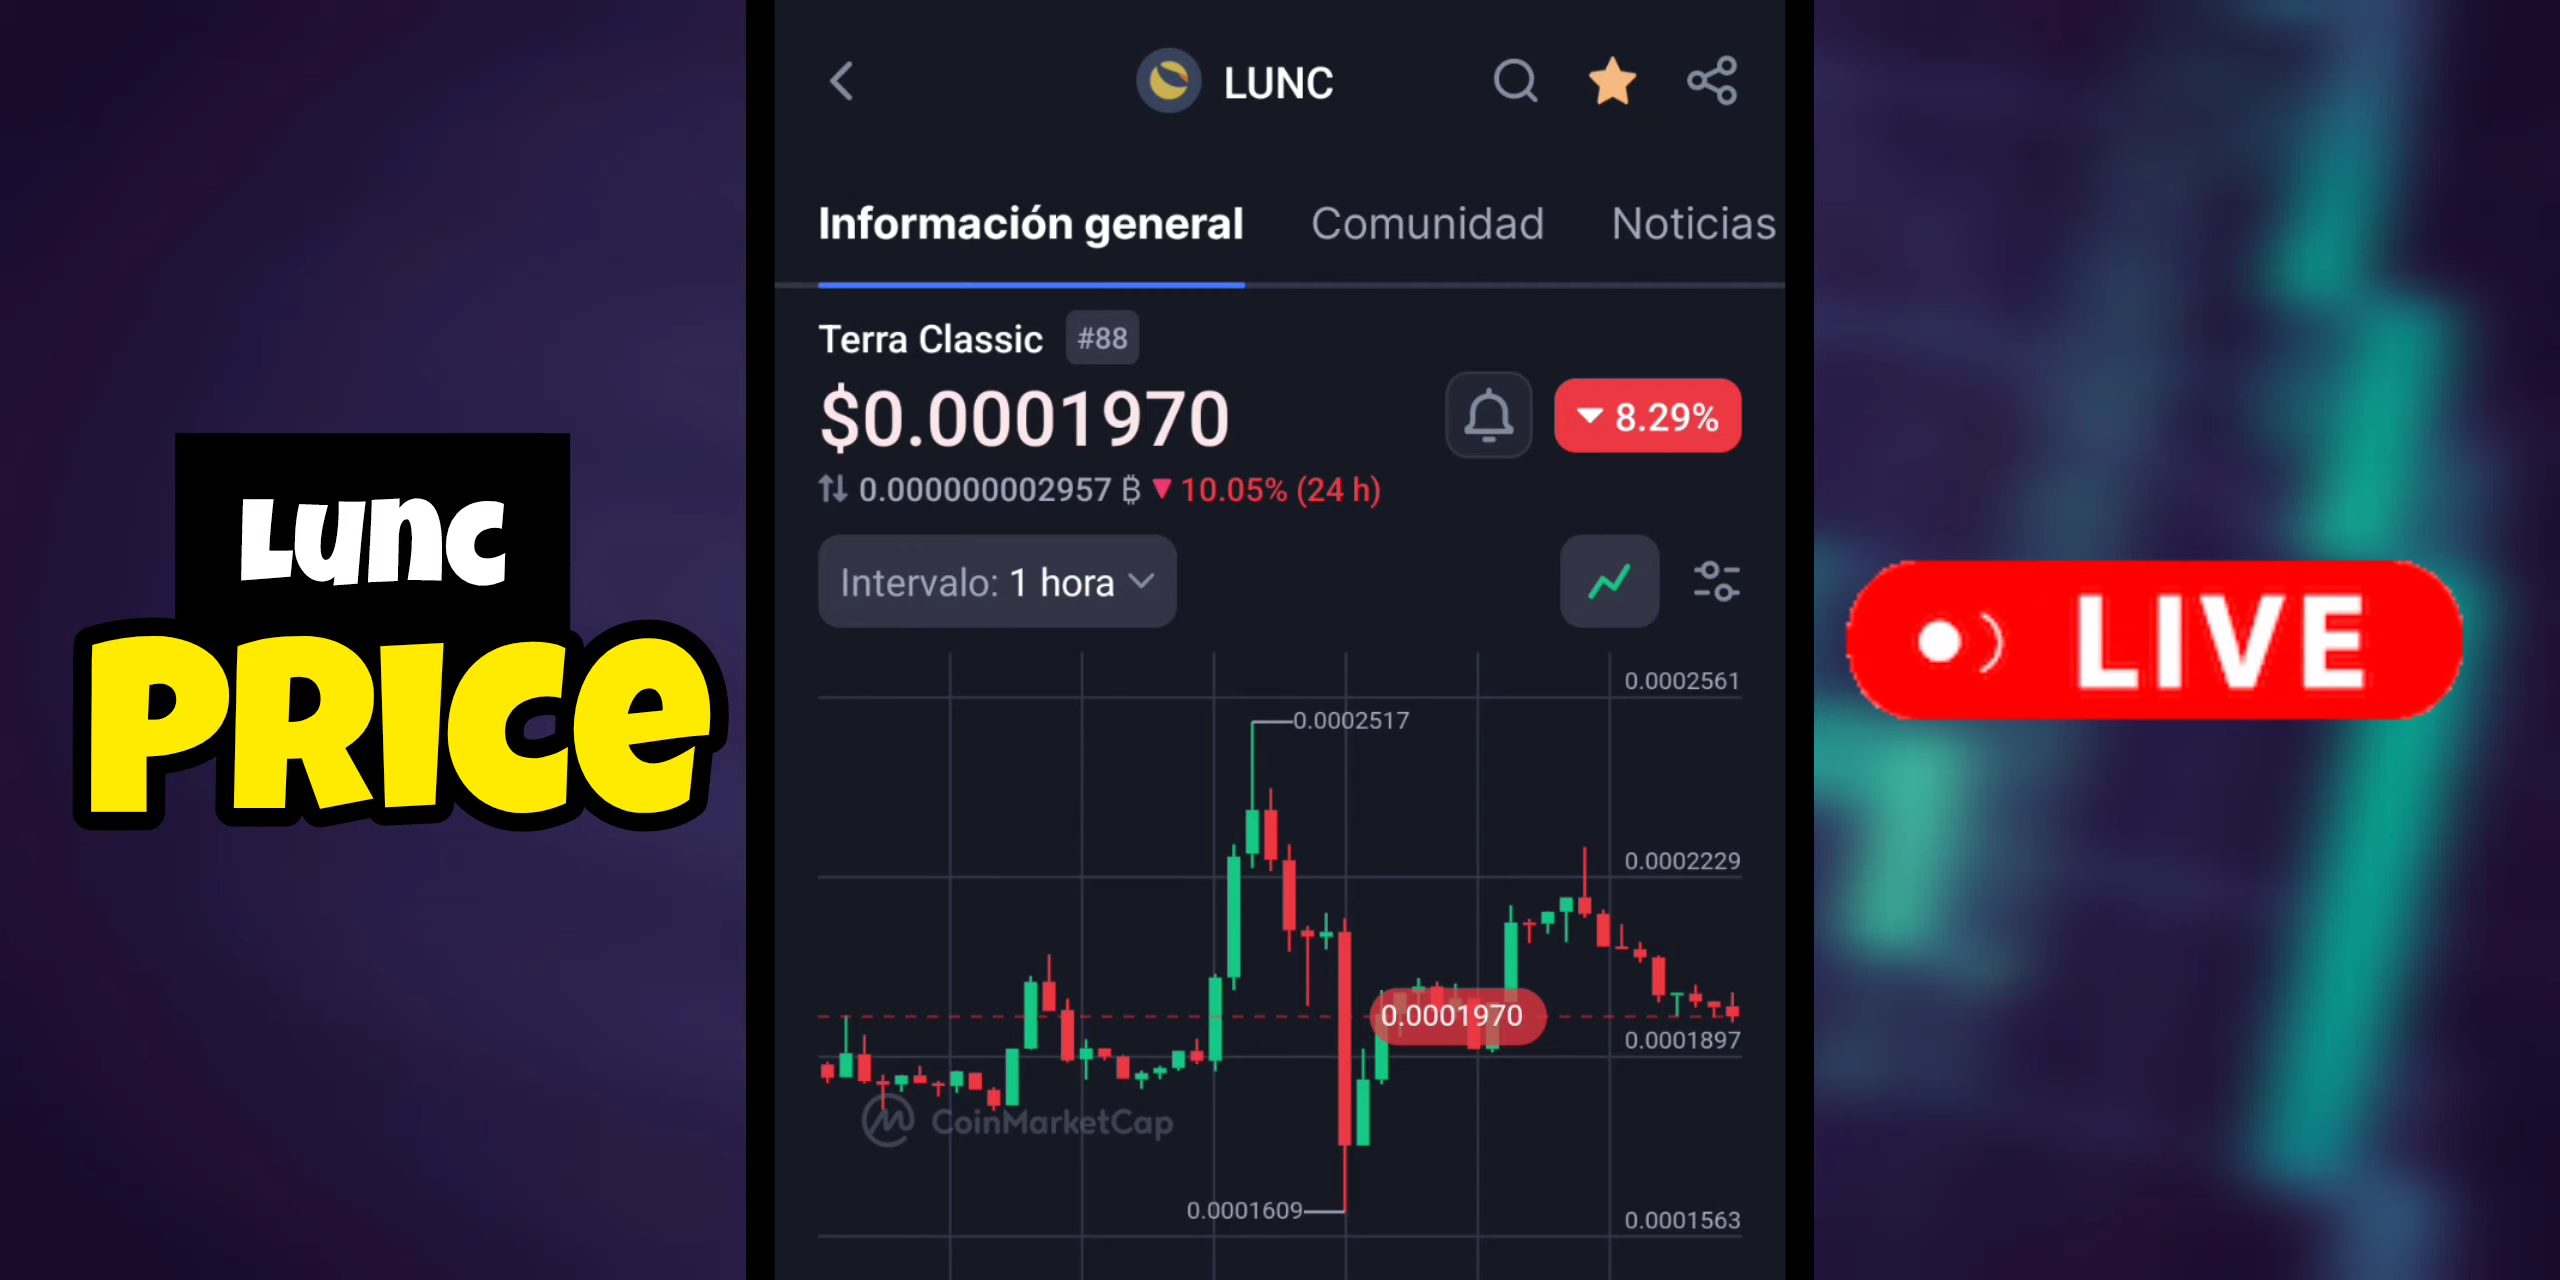 Lunc
PRICE
LUNC
Información general Comunidad Noticias
Terra Classic #88
$0.0001970
8.29%
0.000000002957 ₿ ▼ 10.05% (24 h)
Intervalo: 1 hora
0.0002561
0.0002517
0.0002229
0.0001970
0.0001897
CoinMarketCap
0.0001609
0.0001563
LIVE